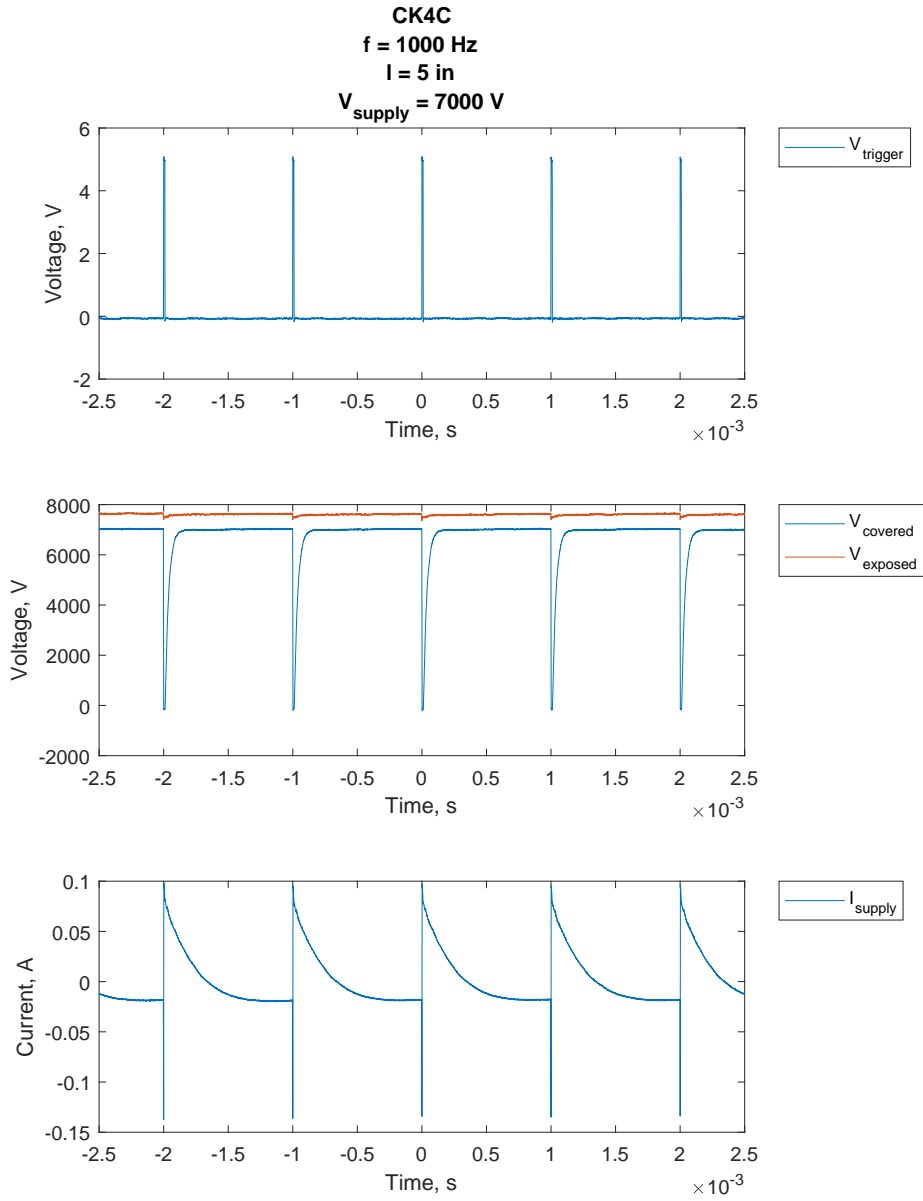 CK4C
f = 1000 Hz
l = 5 in
V_supply = 7000 V
6
4
2
0
-2
Voltage, V
-2.5 -2 -1.5 -1 -0.5 0 0.5 1 1.5 2 2.5
Time, s
×10^-3
V_trigger
8000
6000
4000
2000
0
-2000
Voltage, V
-2.5 -2 -1.5 -1 -0.5 0 0.5 1 1.5 2 2.5
Time, s
×10^-3
V_covered
V_exposed
0.1
0.05
0
-0.05
-0.1
-0.15
Current, A
-2.5 -2 -1.5 -1 -0.5 0 0.5 1 1.5 2 2.5
Time, s
×10^-3
I_supply